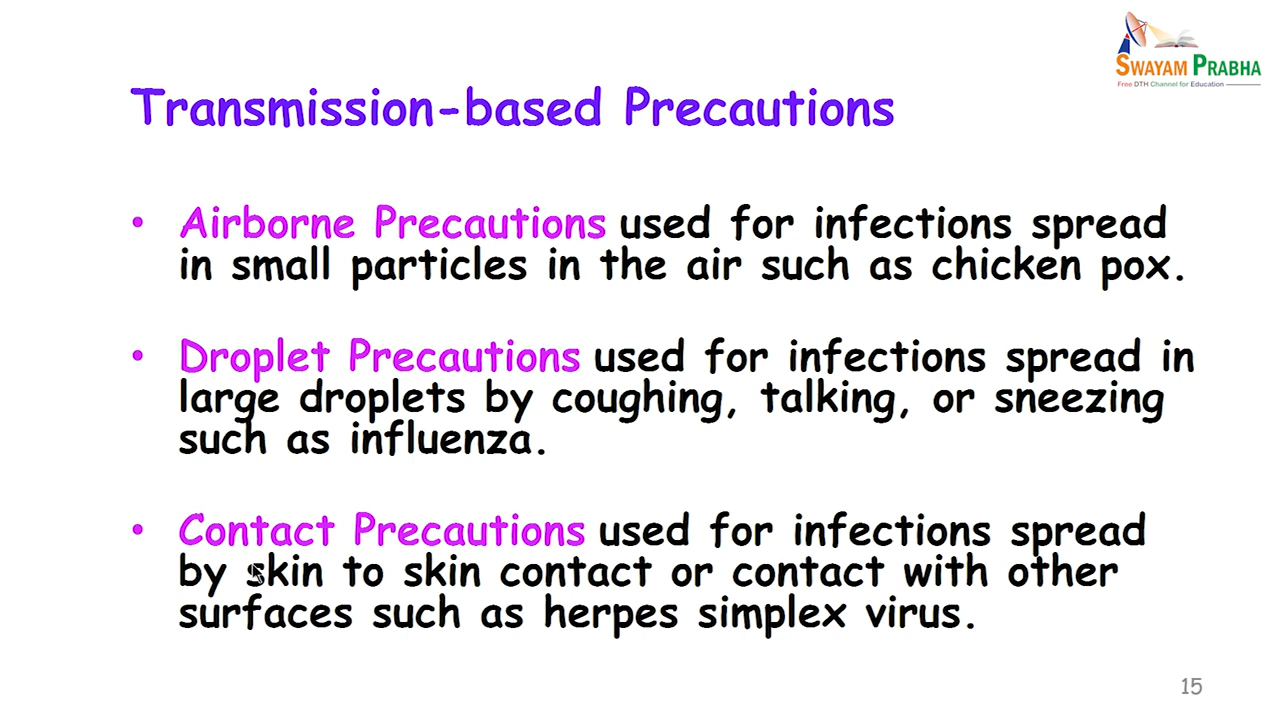 SWAYAM PRABHA
Free DTH Channel for Education
Transmission-based Precautions
• Airborne Precautions used for infections spread
in small particles in the air such as chicken pox.
• Droplet Precautions used for infections spread in
large droplets by coughing, talking, or sneezing
such as influenza.
• Contact Precautions used for infections spread
by skin to skin contact or contact with other
surfaces such as herpes simplex virus.
15